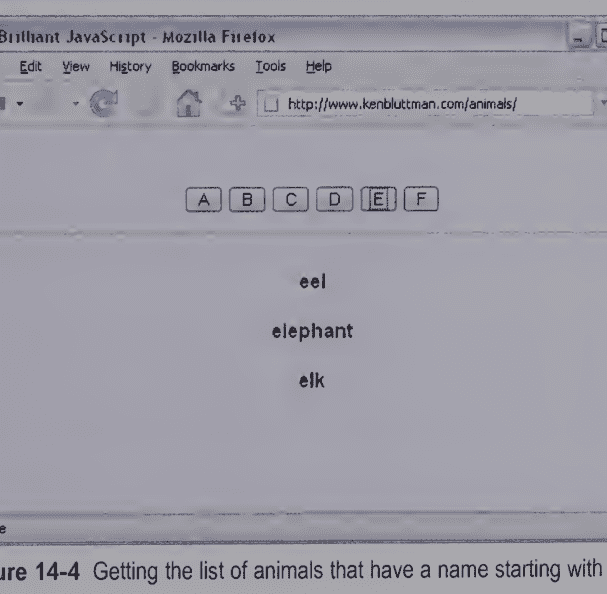 Brilliant JavaScript - Mozilla Firefox
Edit View History Bookmarks Tools Help
http://www.kenbluttman.com/animals/
A B C D E F
eel
elephant
elk
e
ure 14-4 Getting the list of animals that have a name starting with